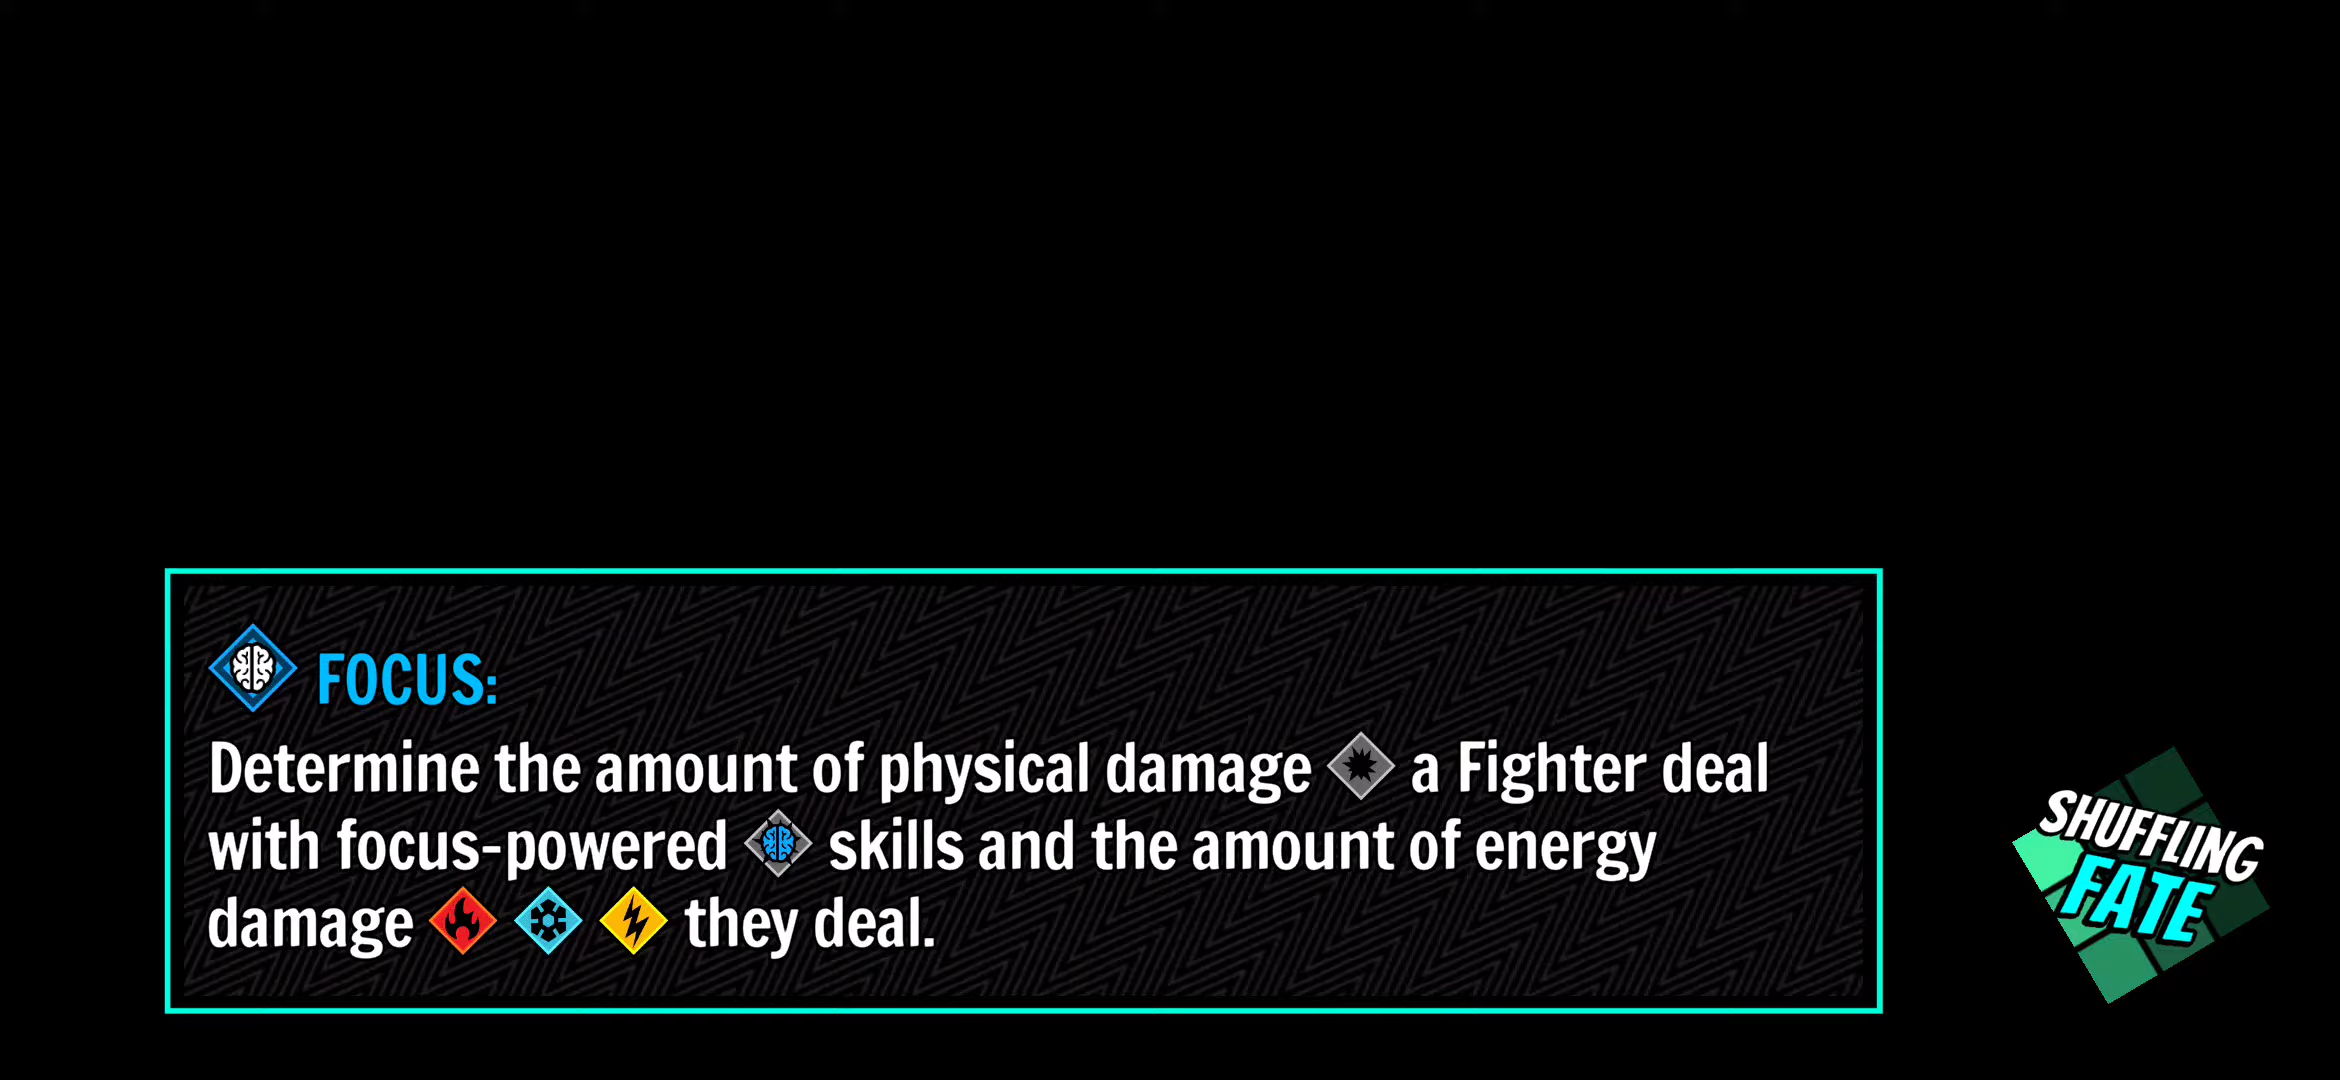 FOCUS:
Determine the amount of physical damage a Fighter deal
with focus-powered skills and the amount of energy
damage they deal.
SHUFFLING
FATE